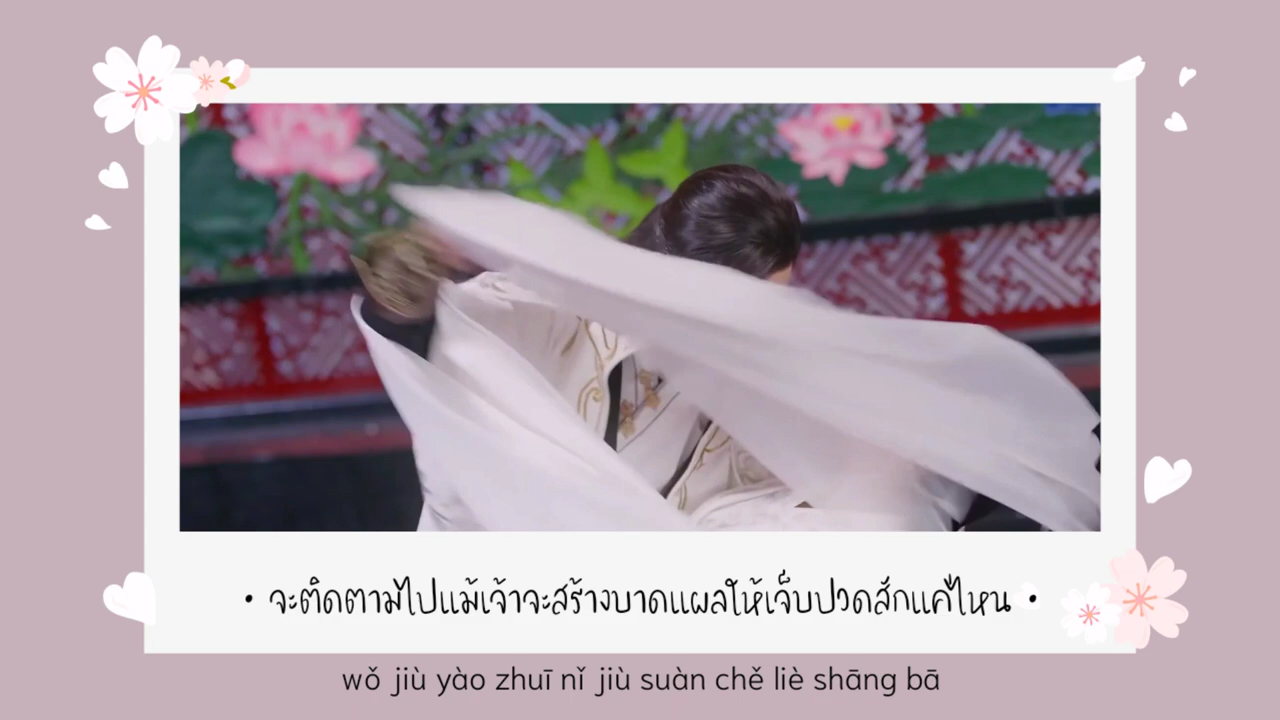 • จะติดตามไปแม้เจ้าจะสร้างบาดแผลให้เจ็บปวดสักแค่ไหน •
wǒ jiù yào zhuī nǐ jiù suàn chě liè shāng bā